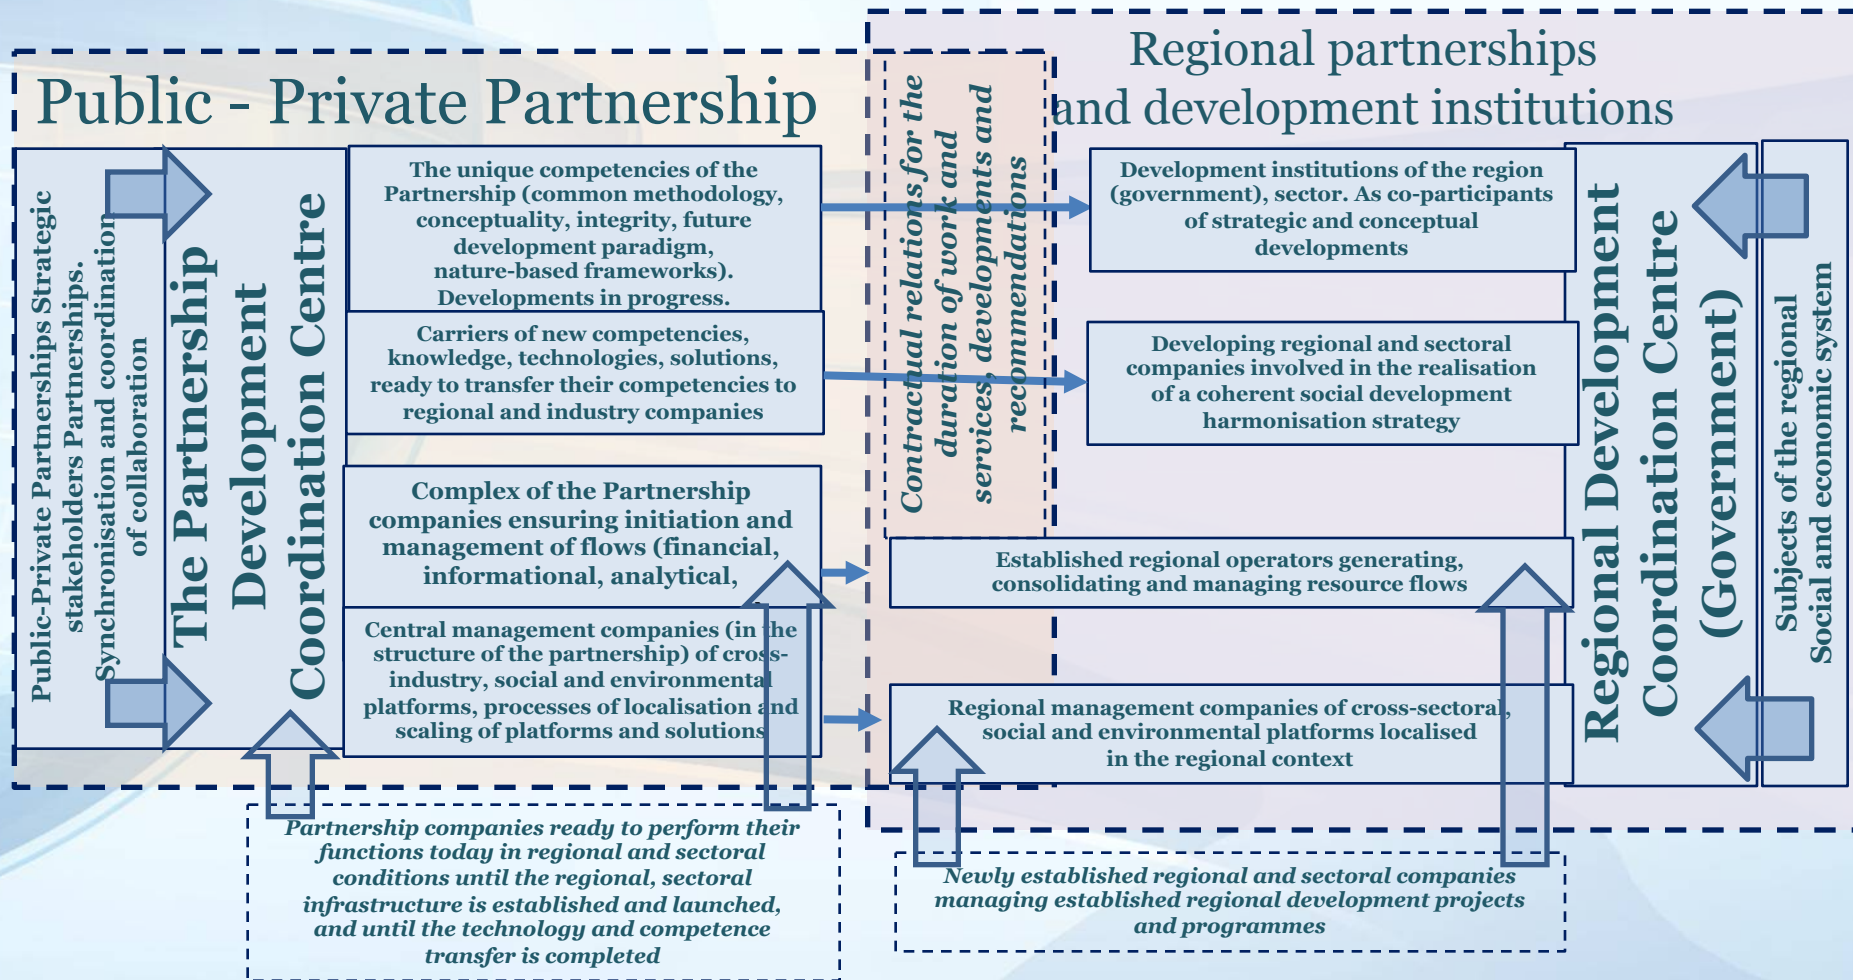 Public - Private Partnership
Regional partnerships
and development institutions
Public-Private Partnerships Strategic
stakeholders Partnerships.
Synchronisation and coordination
of collaboration
The Partnership
Development
Coordination Centre
The unique competencies of the
Partnership (common methodology,
conceptuality, integrity, future
development paradigm,
nature-based frameworks).
Developments in progress.
Carriers of new competencies,
knowledge, technologies, solutions,
ready to transfer their competencies to
regional and industry companies
Complex of the Partnership
companies ensuring initiation and
management of flows (financial,
informational, analytical,
Central management companies (in the
structure of the partnership) of cross-
industry, social and environmental
platforms, processes of localisation and
scaling of platforms and solutions
Contractual relations for the
duration of work and
services, developments and
recommendations
Development institutions of the region
(government), sector. As co-participants
of strategic and conceptual
developments
Developing regional and sectoral
companies involved in the realisation
of a coherent social development
harmonisation strategy
Established regional operators generating,
consolidating and managing resource flows
Regional management companies of cross-sectoral,
social and environmental platforms localised
in the regional context
Regional Development
Coordination Centre
(Government)
Subjects of the regional
Social and economic system
Partnership companies ready to perform their
functions today in regional and sectoral
conditions until the regional, sectoral
infrastructure is established and launched,
and until the technology and competence
transfer is completed
Newly established regional and sectoral companies
managing established regional development projects
and programmes